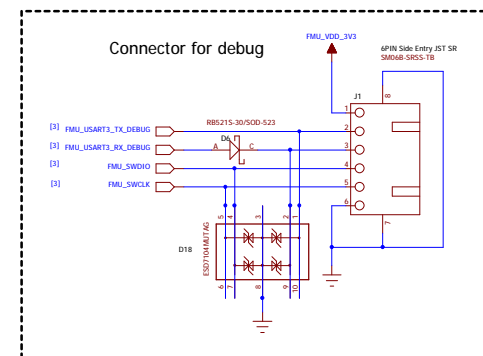 Connector for debug
FMU_VDD_3V3
6PIN Side Entry JST SR
SM06B-SRSS-TB
J1
8
1
RB521S-30/SOD-523
[3] FMU_USART3_TX_DEBUG
2
D6
[3] FMU_USART3_RX_DEBUG
A C
3
[3] FMU_SWDIO
4
[3] FMU_SWCLK
5
6
5 4 3 2 1
7
D18
ESD7104MUTAG
6 7 8 9 10